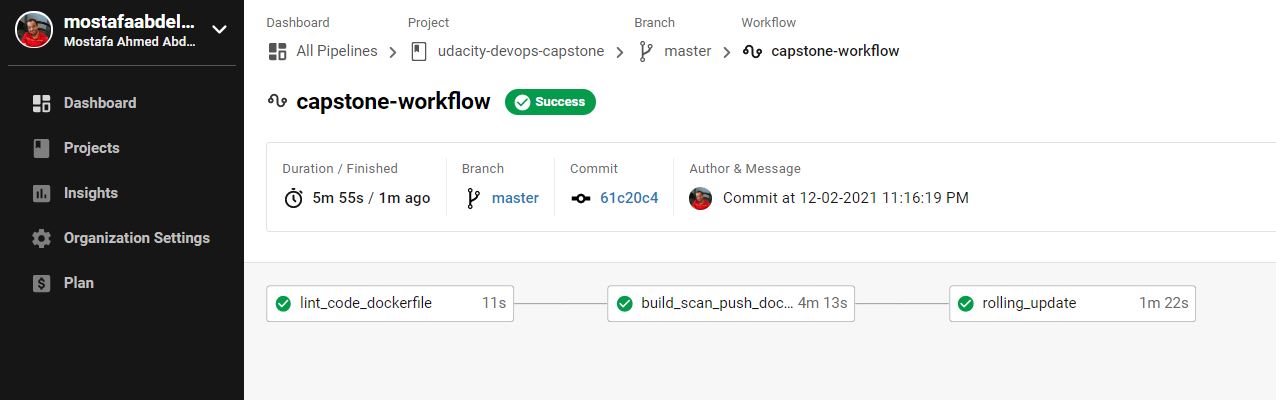 mostafaabdel...
Mostafa Ahmed Abd...
Dashboard
Projects
Insights
Organization Settings
Plan
Dashboard Project Branch Workflow
All Pipelines udacity-devops-capstone master capstone-workflow
capstone-workflow Success
Duration / Finished Branch Commit Author & Message
5m 55s / 1m ago master 61c20c4 Commit at 12-02-2021 11:16:19 PM
lint_code_dockerfile 11s build_scan_push_doc... 4m 13s rolling_update 1m 22s